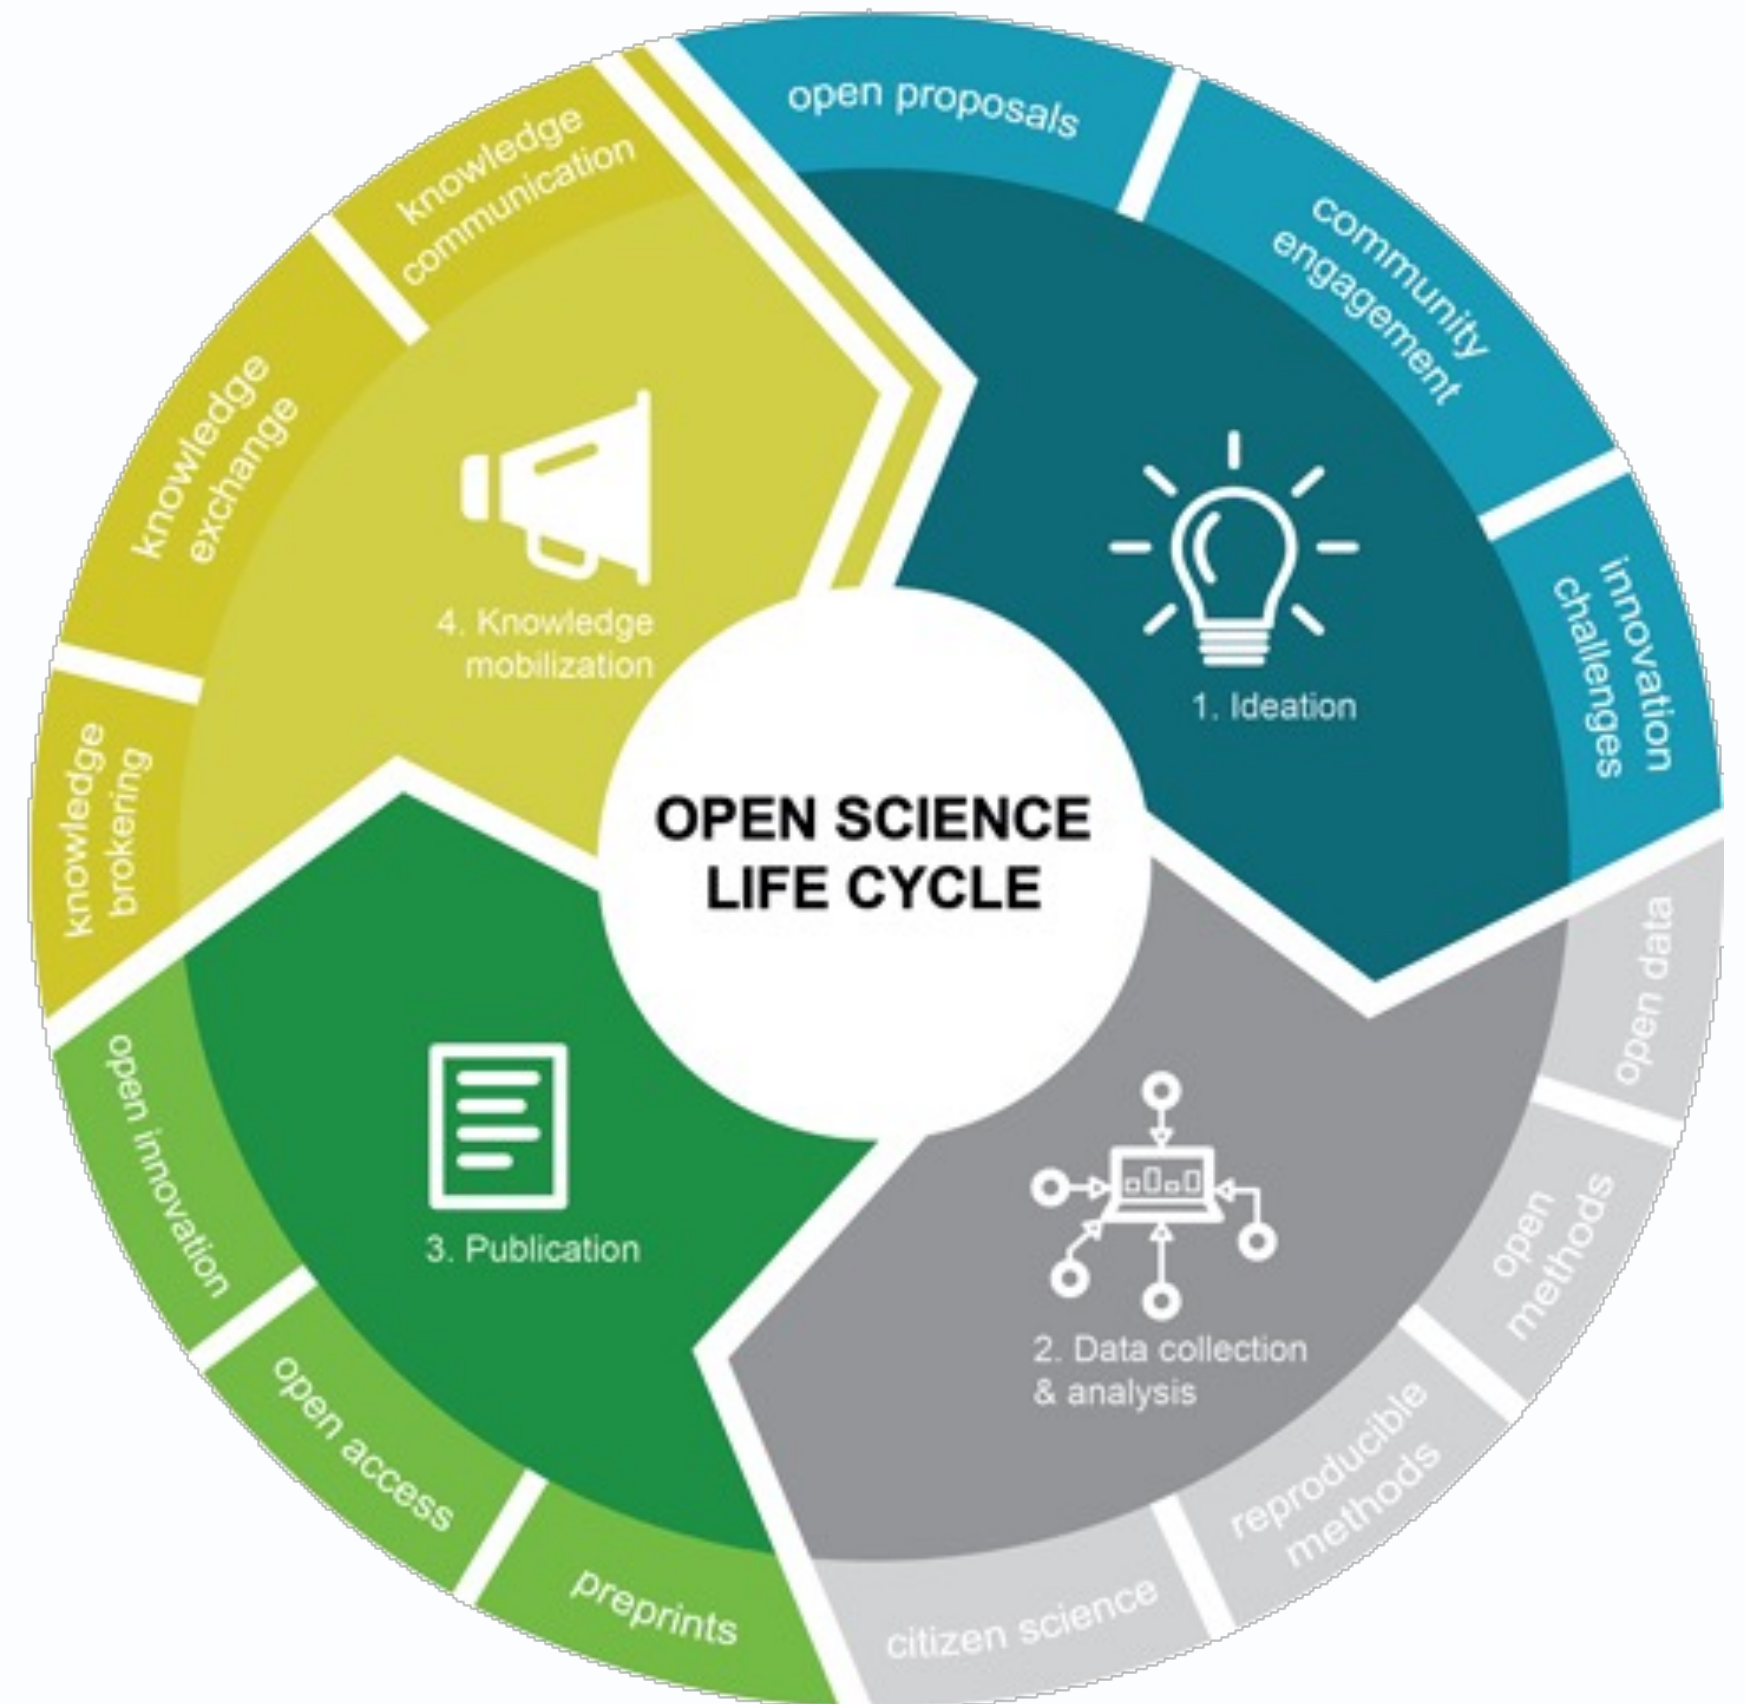 OPEN SCIENCE
LIFE CYCLE
1. Ideation
open proposals
community
engagement
innovation
challenges
2. Data collection
& analysis
open data
open
methods
reproducible
methods
citizen science
3. Publication
preprints
open access
open innovation
4. Knowledge
mobilization
knowledge
brokering
knowledge
exchange
knowledge
communication